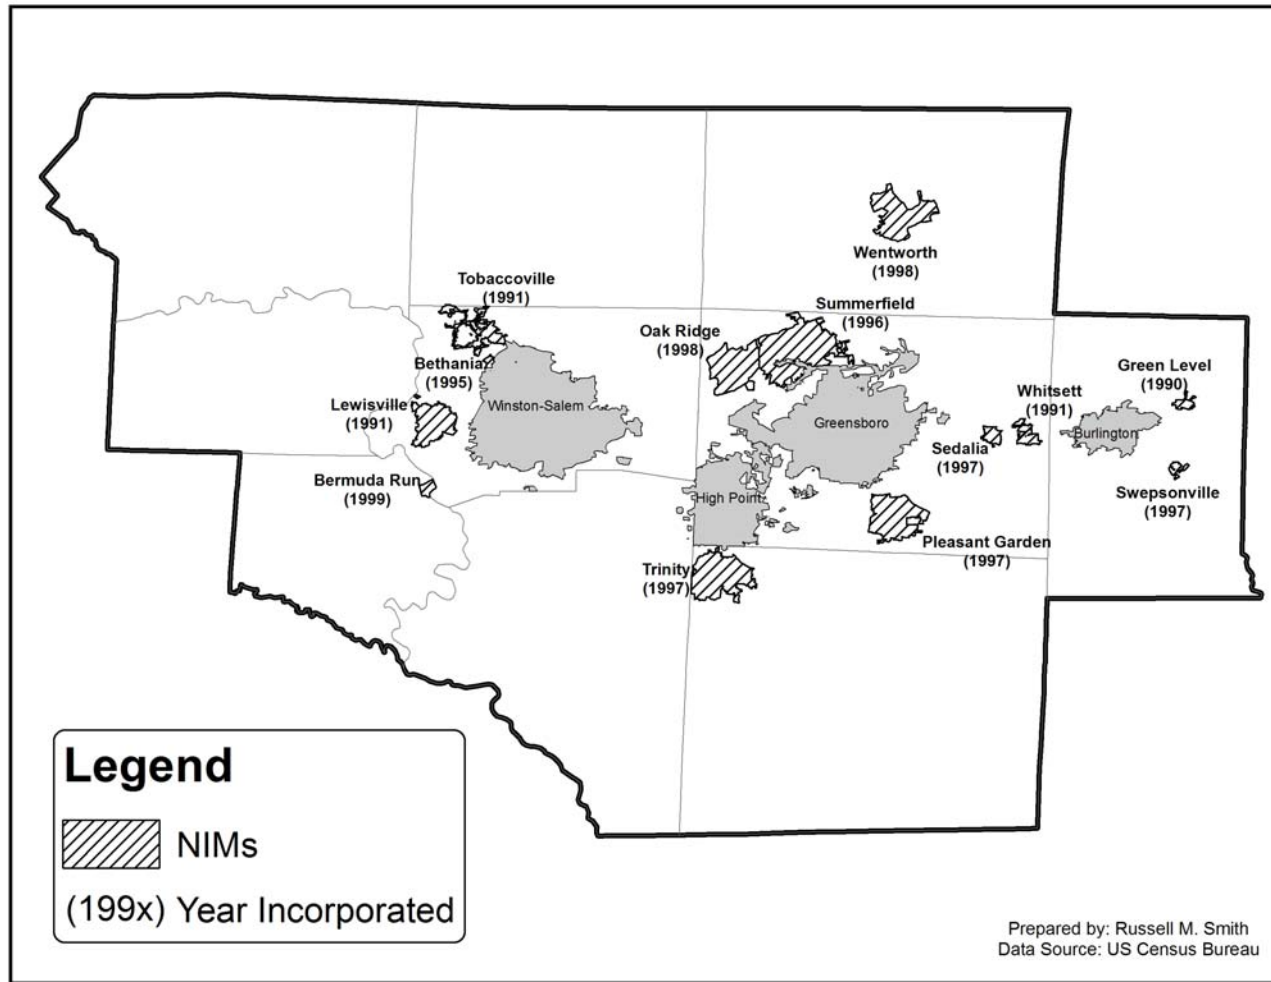 Wentworth
(1998)
Tobaccoville
(1991)
Summerfield
(1996)
Oak Ridge
(1998)
Bethania
(1995)
Green Level
(1990)
Whitsett
(1991)
Lewisville
(1991)
Winston-Salem
Greensboro
Burlington
Sedalia
(1997)
Bermuda Run
(1999)
High Point
Swepsonville
(1997)
Pleasant Garden
(1997)
Trinity
(1997)
Legend
NIMs
(199x) Year Incorporated
Prepared by: Russell M. Smith
Data Source: US Census Bureau